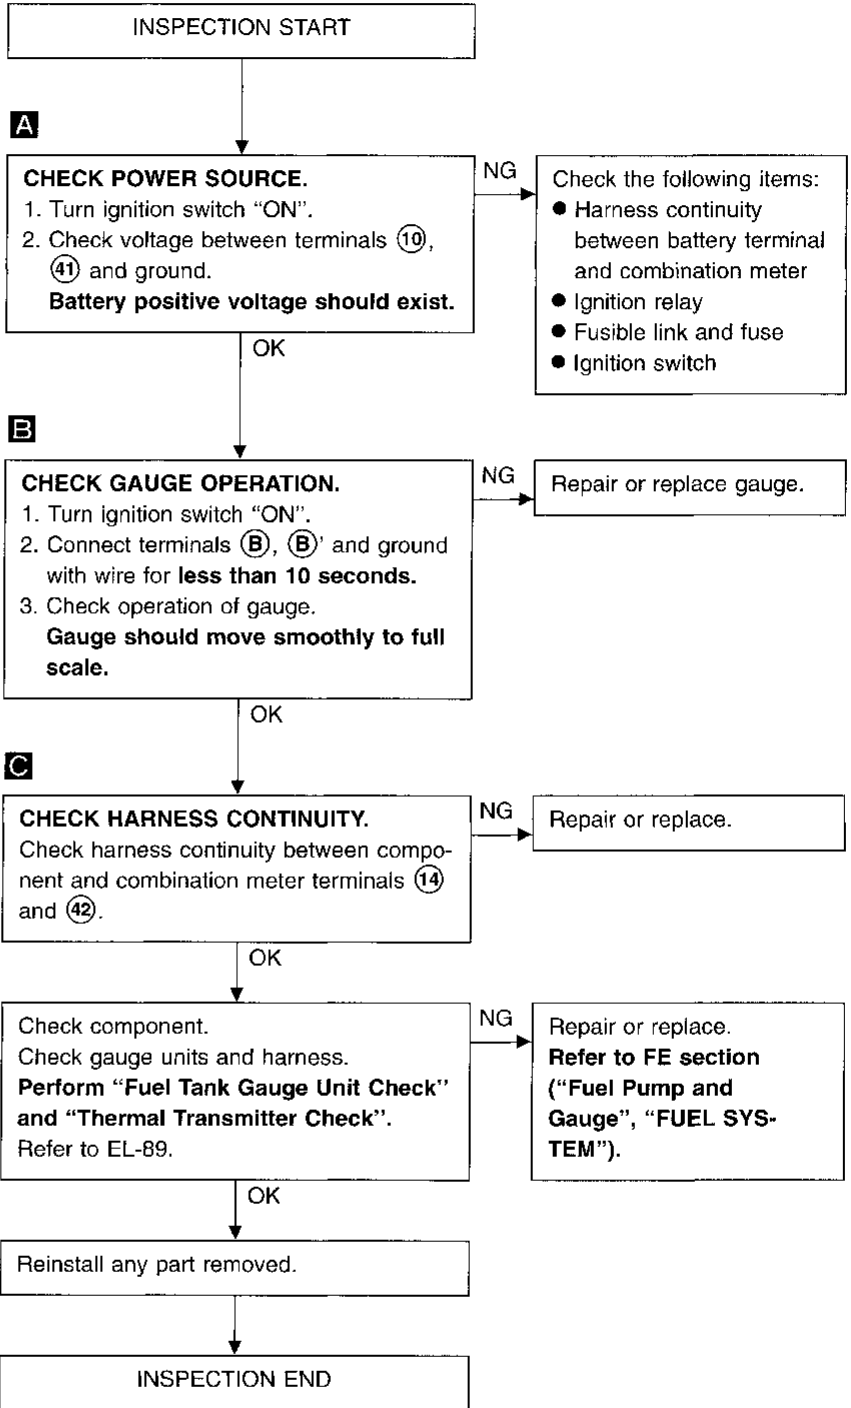 INSPECTION START
A
CHECK POWER SOURCE.
1. Turn ignition switch “ON”.
2. Check voltage between terminals ⑩,
㊶ and ground.
Battery positive voltage should exist.
NG
Check the following items:
● Harness continuity
between battery terminal
and combination meter
● Ignition relay
● Fusible link and fuse
● Ignition switch
OK
B
CHECK GAUGE OPERATION.
1. Turn ignition switch “ON”.
2. Connect terminals Ⓑ, Ⓑ' and ground
with wire for less than 10 seconds.
3. Check operation of gauge.
Gauge should move smoothly to full
scale.
NG
Repair or replace gauge.
OK
C
CHECK HARNESS CONTINUITY.
Check harness continuity between compo-
nent and combination meter terminals ⑭
and ㊷.
NG
Repair or replace.
OK
Check component.
Check gauge units and harness.
Perform “Fuel Tank Gauge Unit Check”
and “Thermal Transmitter Check”.
Refer to EL-89.
NG
Repair or replace.
Refer to FE section
(“Fuel Pump and
Gauge”, “FUEL SYS-
TEM”).
OK
Reinstall any part removed.
INSPECTION END